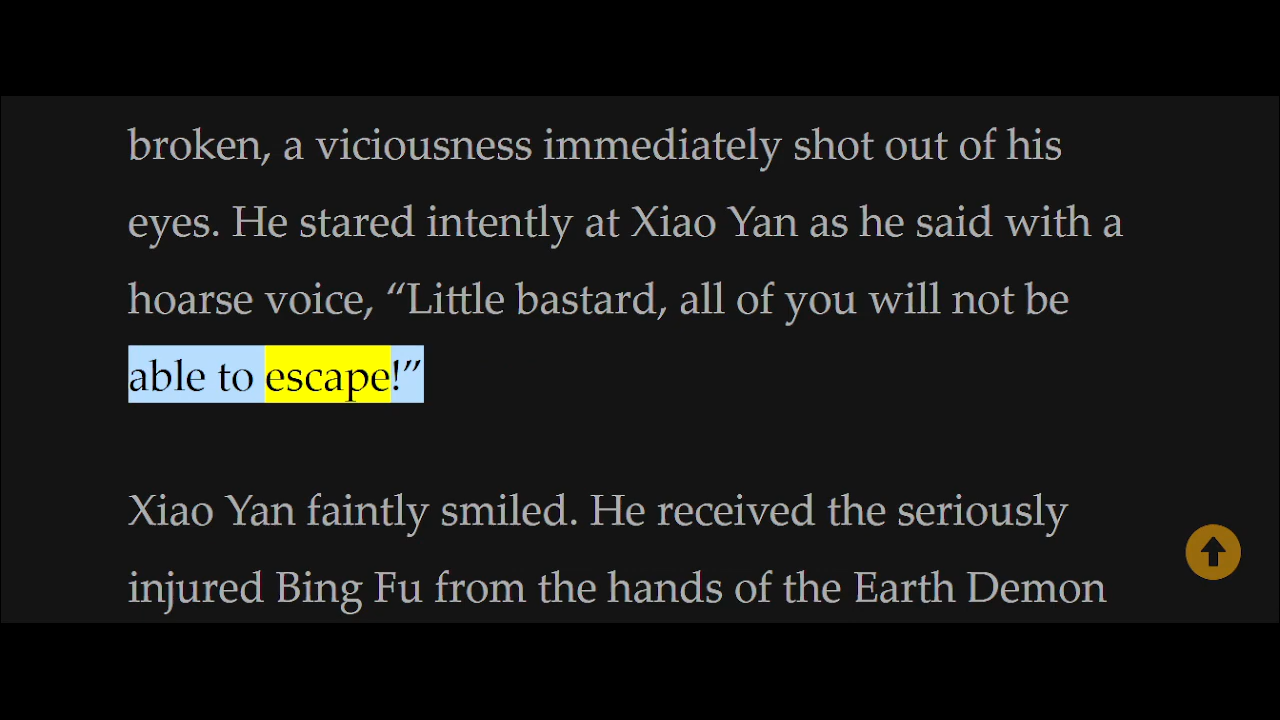 broken, a viciousness immediately shot out of his
eyes. He stared intently at Xiao Yan as he said with a
hoarse voice, “Little bastard, all of you will not be
able to escape!”
Xiao Yan faintly smiled. He received the seriously
injured Bing Fu from the hands of the Earth Demon